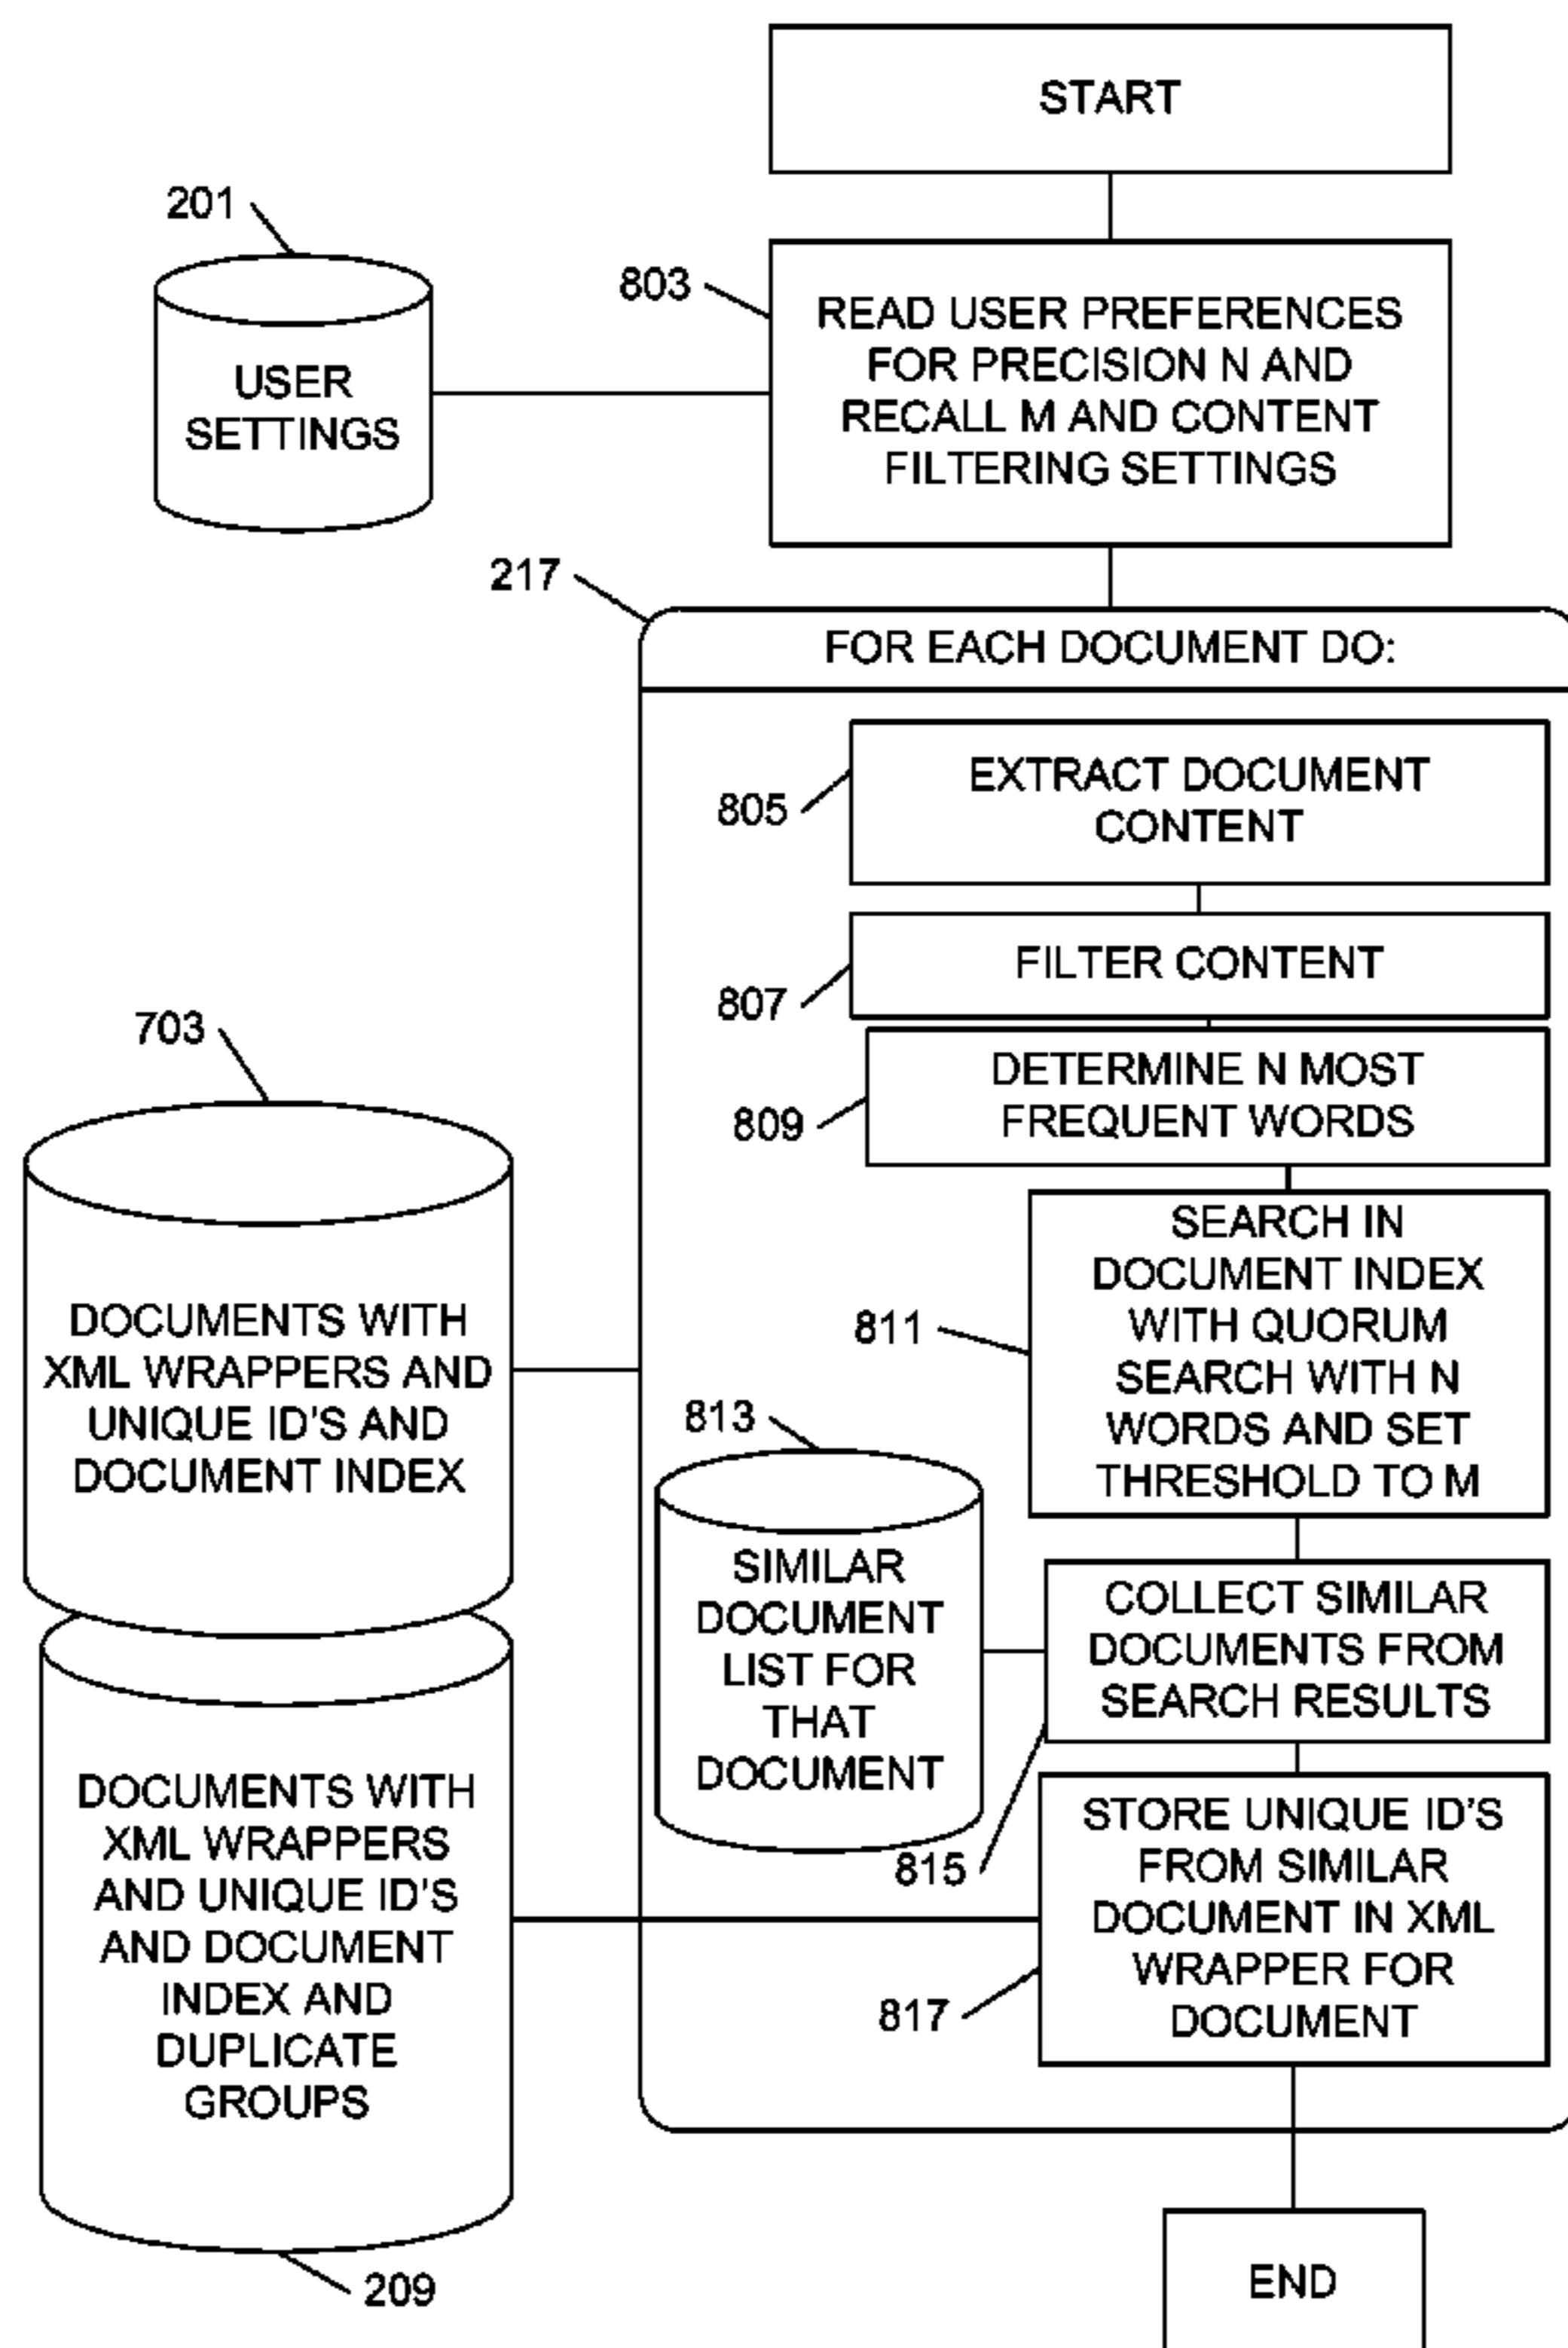 START
201
803
USER
SETTINGS
READ USER PREFERENCES
FOR PRECISION N AND
RECALL M AND CONTENT
FILTERING SETTINGS
217
FOR EACH DOCUMENT DO:
805
EXTRACT DOCUMENT
CONTENT
807
FILTER CONTENT
809
DETERMINE N MOST
FREQUENT WORDS
703
DOCUMENTS WITH
XML WRAPPERS AND
UNIQUE ID'S AND
DOCUMENT INDEX
811
SEARCH IN
DOCUMENT INDEX
WITH QUORUM
SEARCH WITH N
WORDS AND SET
THRESHOLD TO M
813
SIMILAR
DOCUMENT
LIST FOR
THAT
DOCUMENT
COLLECT SIMILAR
DOCUMENTS FROM
SEARCH RESULTS
815
DOCUMENTS WITH
XML WRAPPERS
AND UNIQUE ID'S
AND DOCUMENT
INDEX AND
DUPLICATE
GROUPS
STORE UNIQUE ID'S
FROM SIMILAR
DOCUMENT IN XML
WRAPPER FOR
DOCUMENT
817
209
END